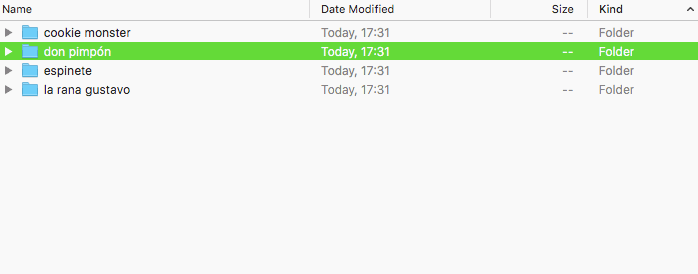 Name Date Modified Size Kind
cookie monster Today, 17:31 -- Folder
don pimpón Today, 17:31 -- Folder
espinete Today, 17:31 -- Folder
la rana gustavo Today, 17:31 -- Folder